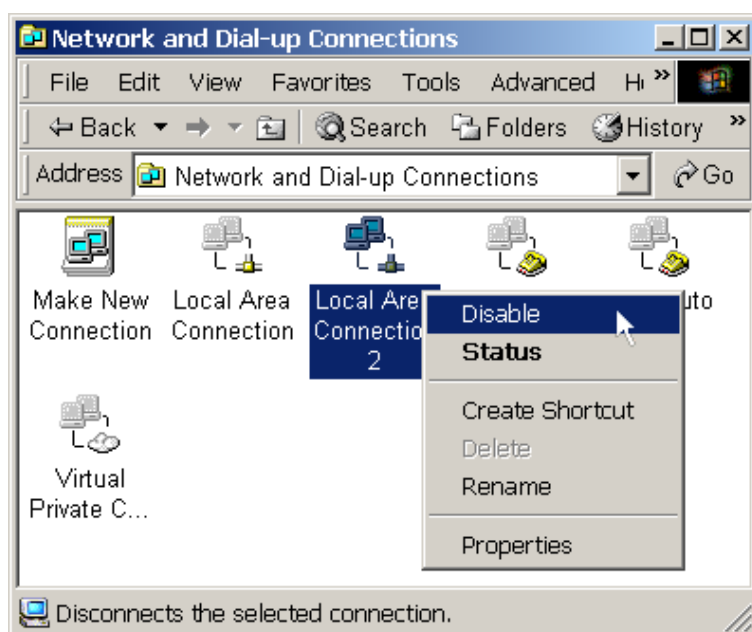 Network and Dial-up Connections
File Edit View Favorites Tools Advanced »
Back Search Folders History »
Address Network and Dial-up Connections Go
Make New Connection
Local Area Connection
Local Area Connection 2
Disable
Status
Create Shortcut
Delete
Rename
Properties
Virtual Private C...
Disconnects the selected connection.